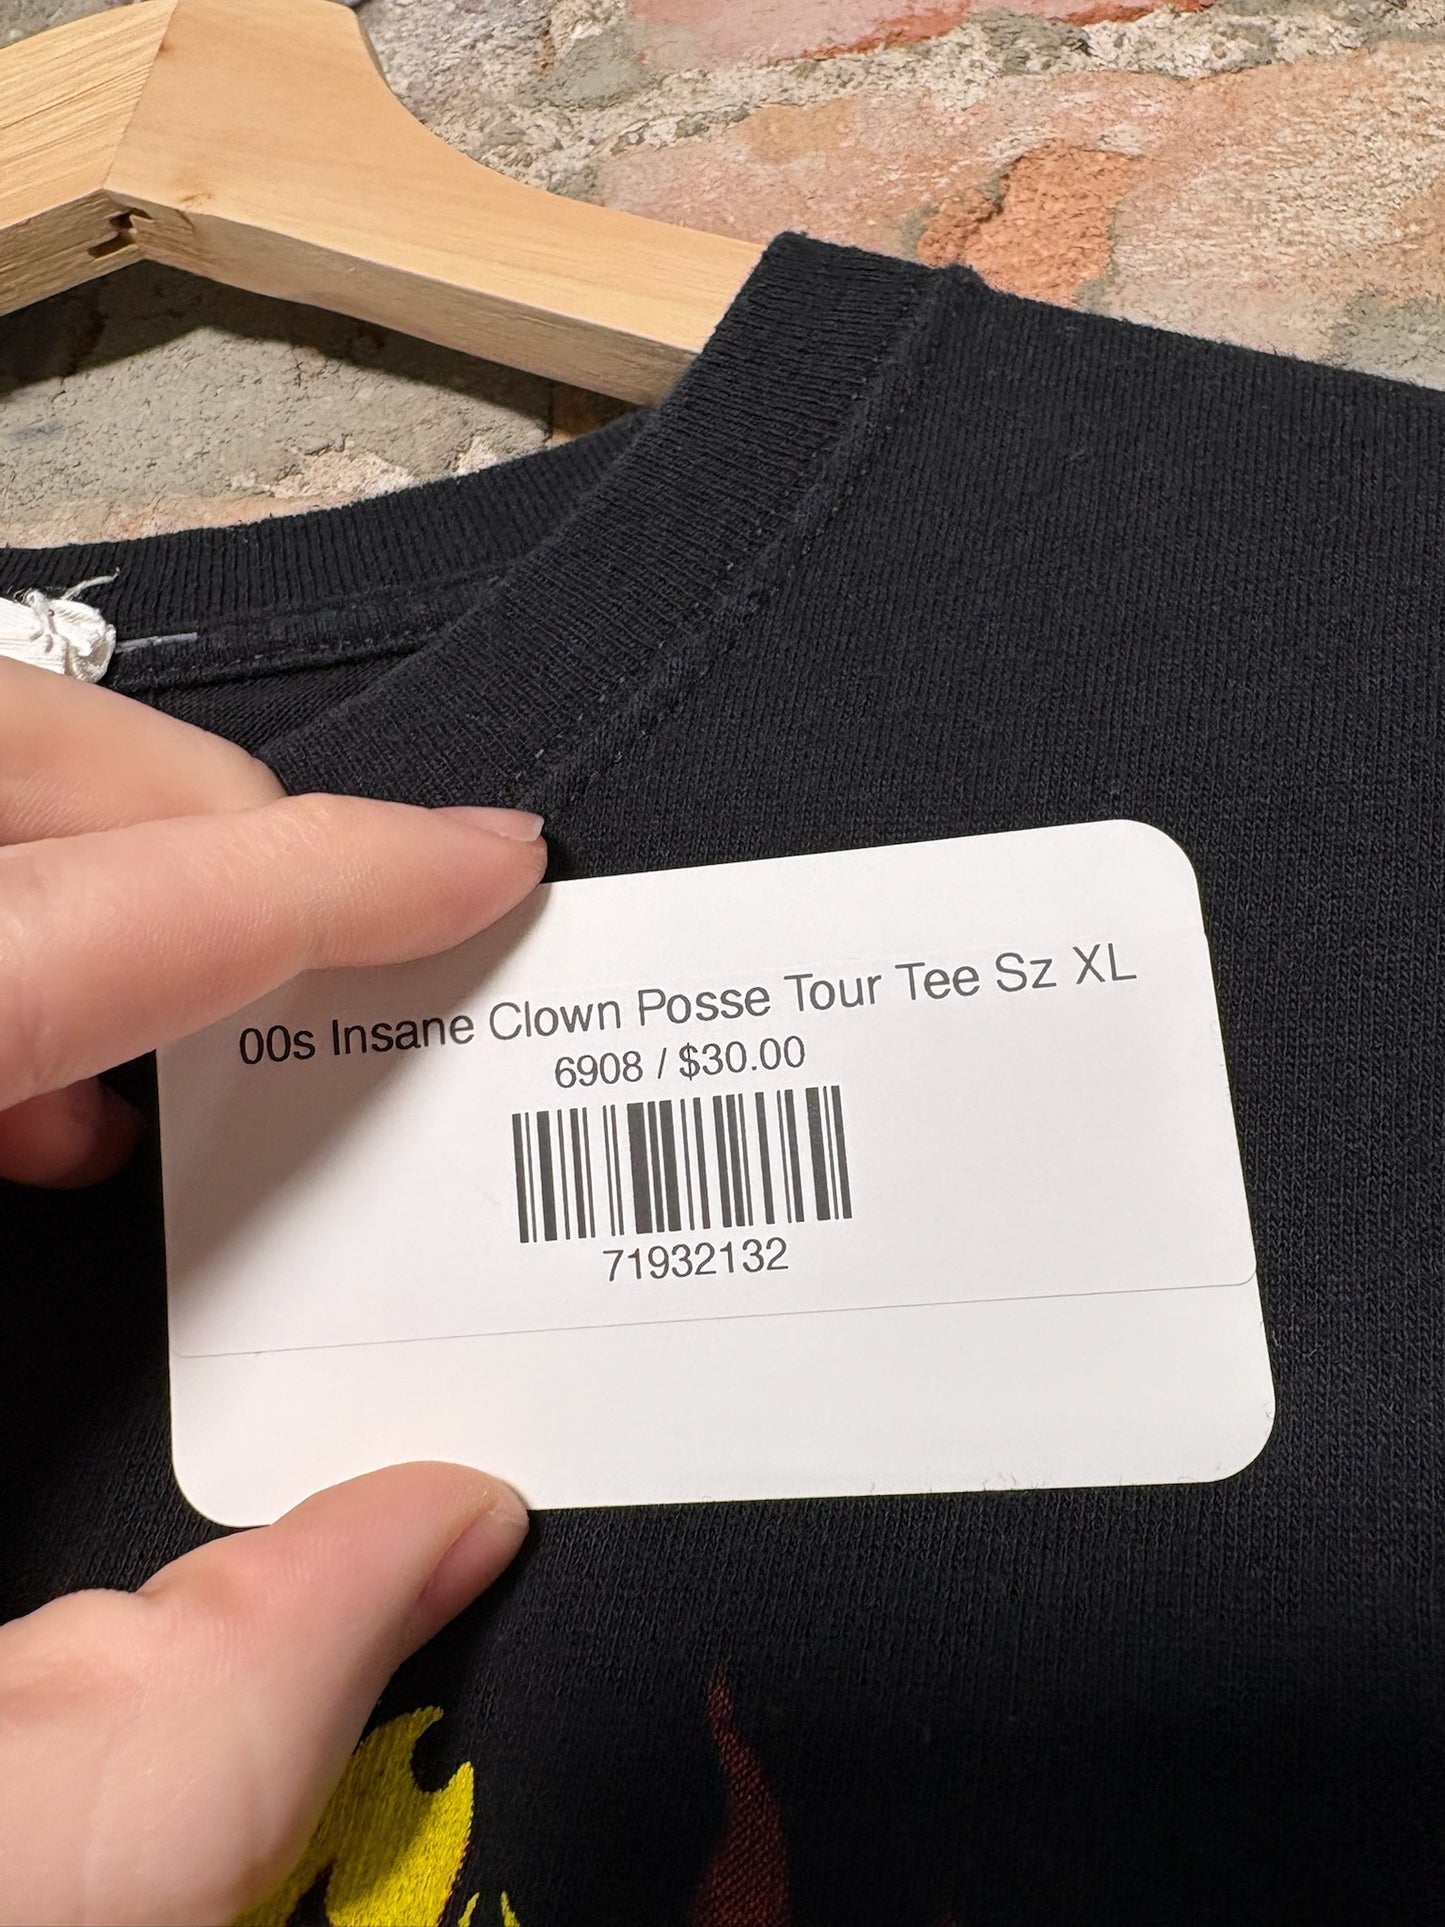 00s Insane Clown Posse Tour Tee Sz XL
6908 / $30.00
71932132